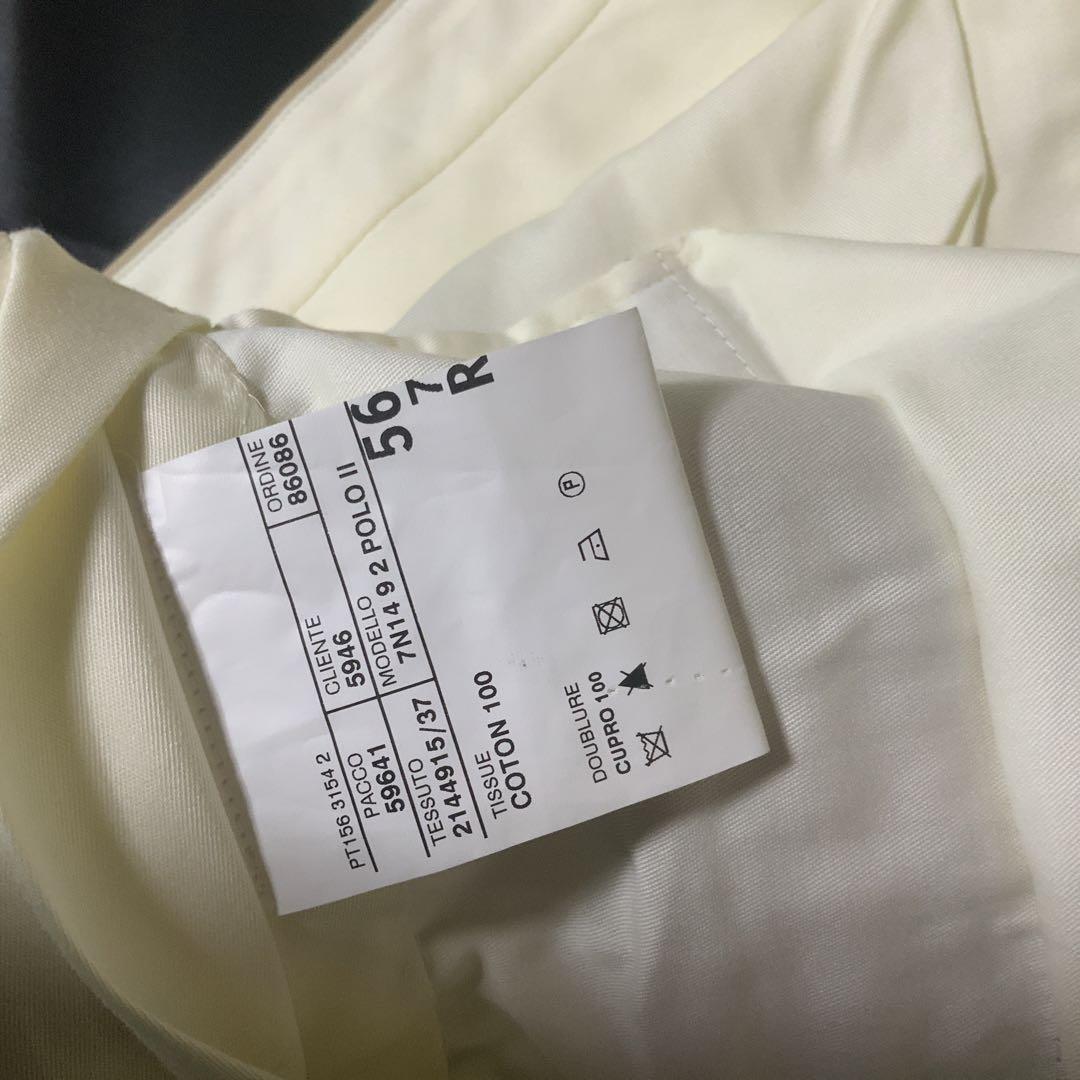 PT156 3154 2
PACCO
59641
CLIENTE
5946
ORDINE
86086
TESSUTO
2144915/37
MODELLO
7N14 9 2 POLO II
TISSUE
COTON 100
56
7
R
DOUBLURE
CUPRO 100
P